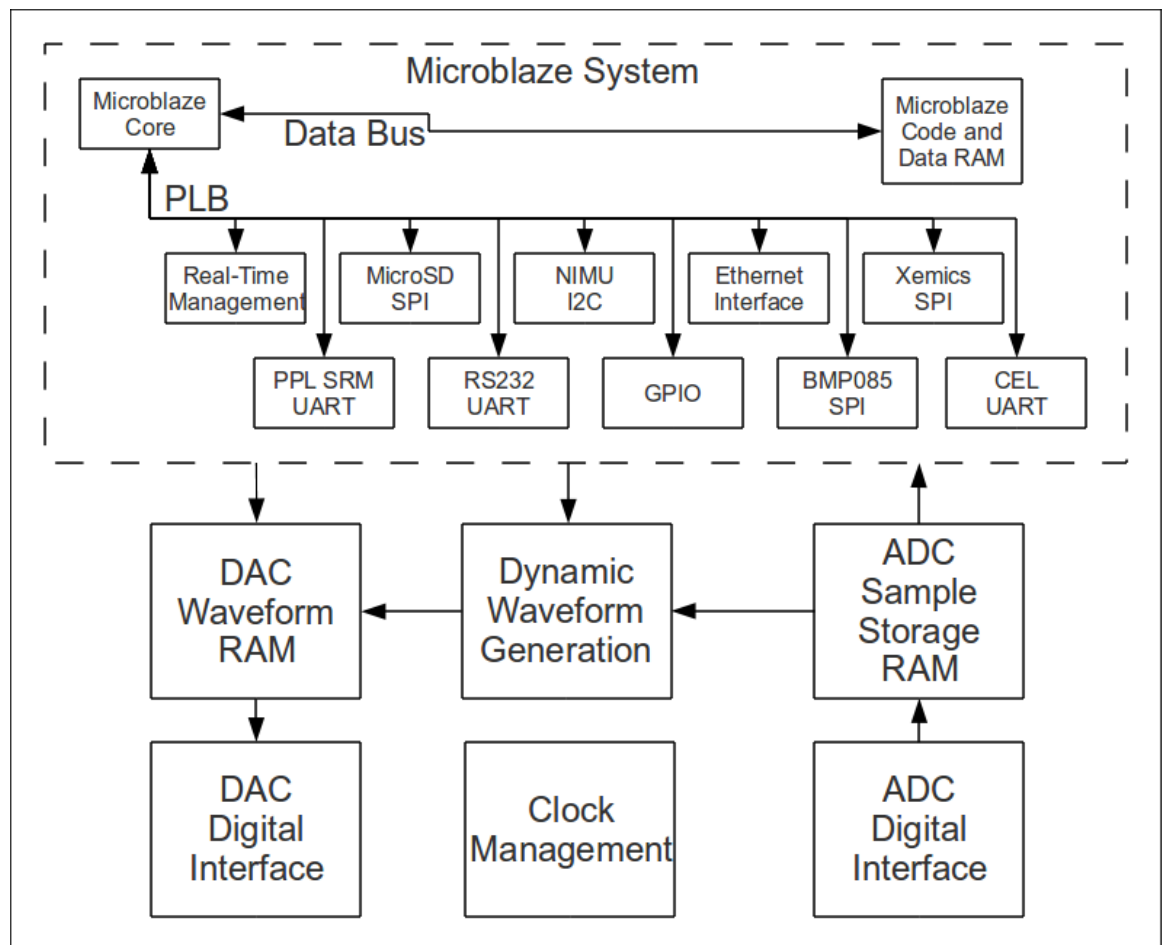 Microblaze System
Microblaze
Core
Data Bus
Microblaze
Code and
Data RAM
PLB
Real-Time
Management
MicroSD
SPI
NIMU
I2C
Ethernet
Interface
Xemics
SPI
PPL SRM
UART
RS232
UART
GPIO
BMP085
SPI
CEL
UART
DAC
Waveform
RAM
Dynamic
Waveform
Generation
ADC
Sample
Storage
RAM
DAC
Digital
Interface
Clock
Management
ADC
Digital
Interface